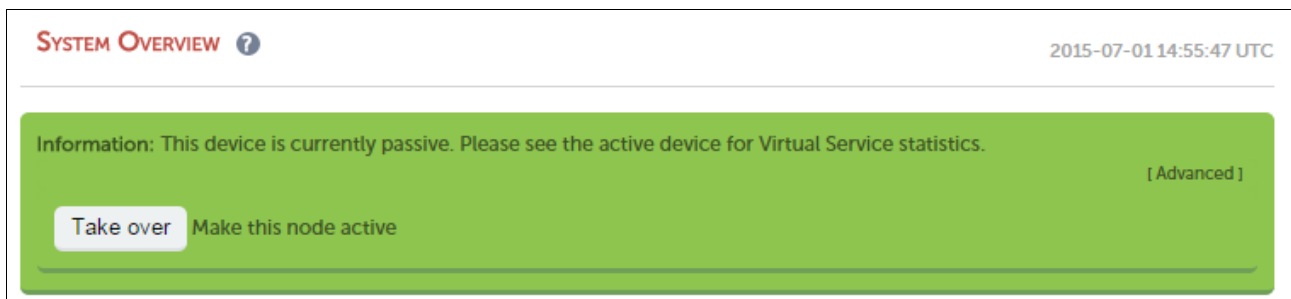 System Overview ?
2015-07-01 14:55:47 UTC
Information: This device is currently passive. Please see the active device for Virtual Service statistics.
[ Advanced ]
Take over Make this node active